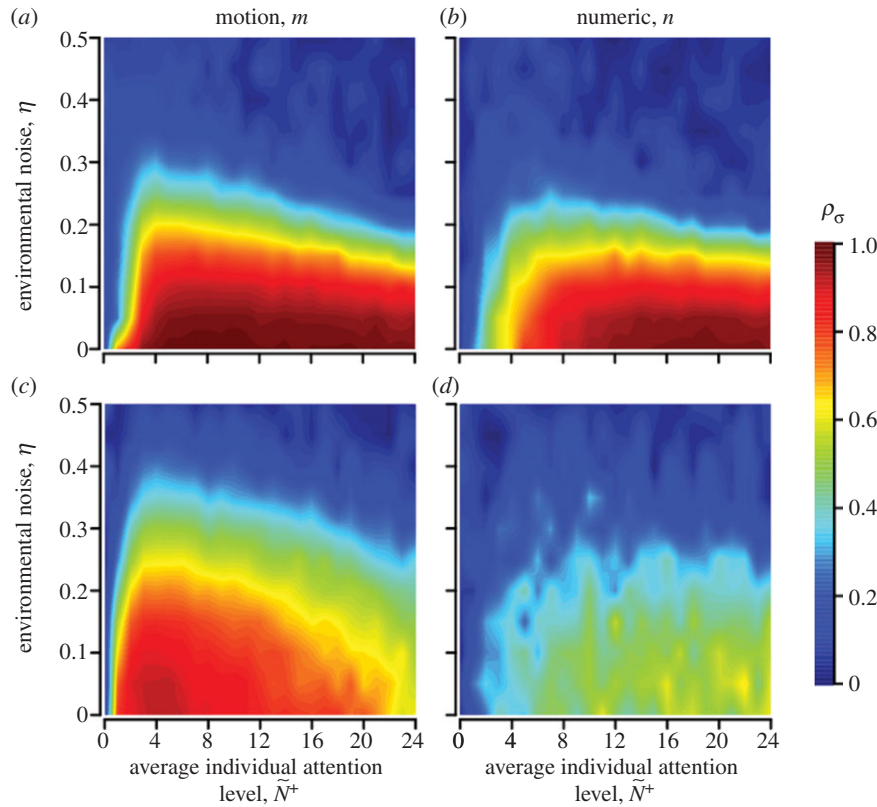 (a) motion, m
(b) numeric, n
0.5
0.4
0.3
0.2
0.1
0
environmental noise, η
ρσ
1.0
0.8
0.6
0.4
0.2
0
(c)
(d)
0.5
0.4
0.3
0.2
0.1
0
environmental noise, η
0 4 8 12 16 20 24
0 4 8 12 16 20 24
average individual attention
level, Ñ+
average individual attention
level, Ñ+